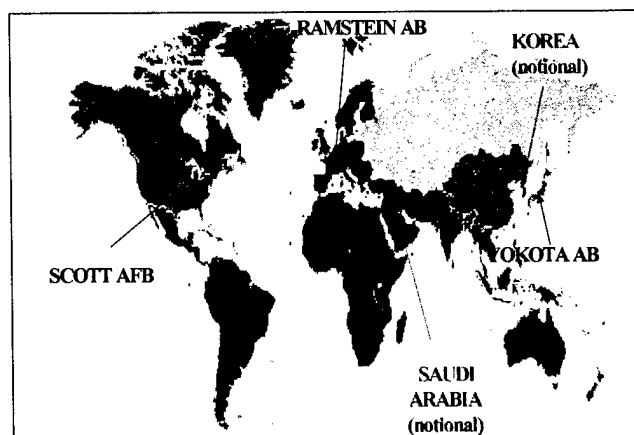 RAMSTEIN AB
KOREA
(notional)
SCOTT AFB
YOKOTA AB
SAUDI
ARABIA
(notional)